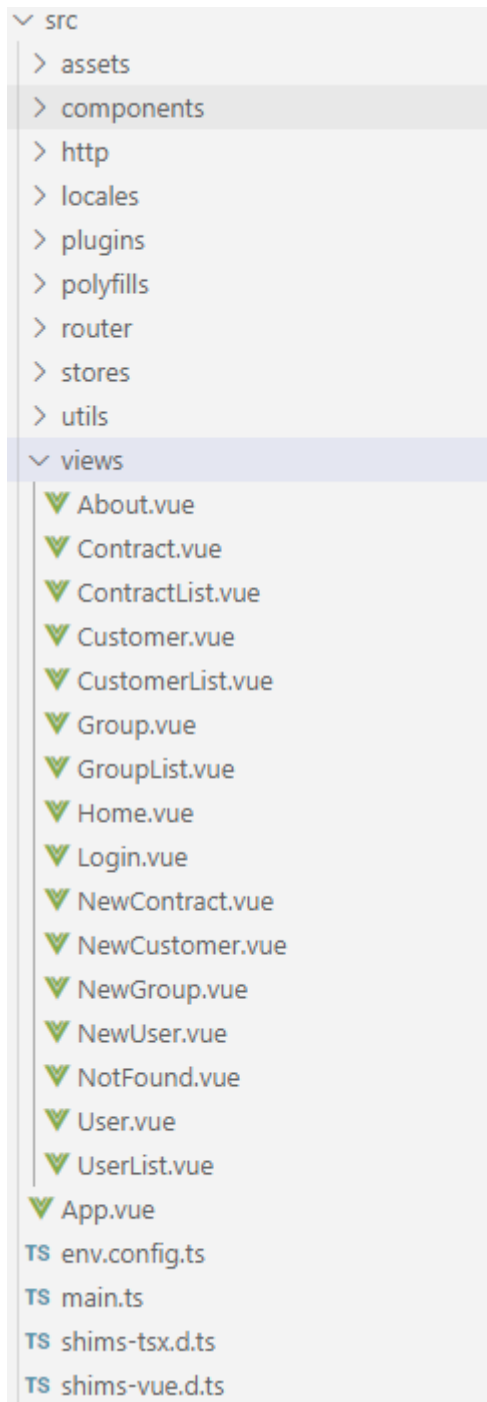 src
assets
components
http
locales
plugins
polyfills
router
stores
utils
views
About.vue
Contract.vue
ContractList.vue
Customer.vue
CustomerList.vue
Group.vue
GroupList.vue
Home.vue
Login.vue
NewContract.vue
NewCustomer.vue
NewGroup.vue
NewUser.vue
NotFound.vue
User.vue
UserList.vue
App.vue
TS env.config.ts
TS main.ts
TS shims-tsx.d.ts
TS shims-vue.d.ts